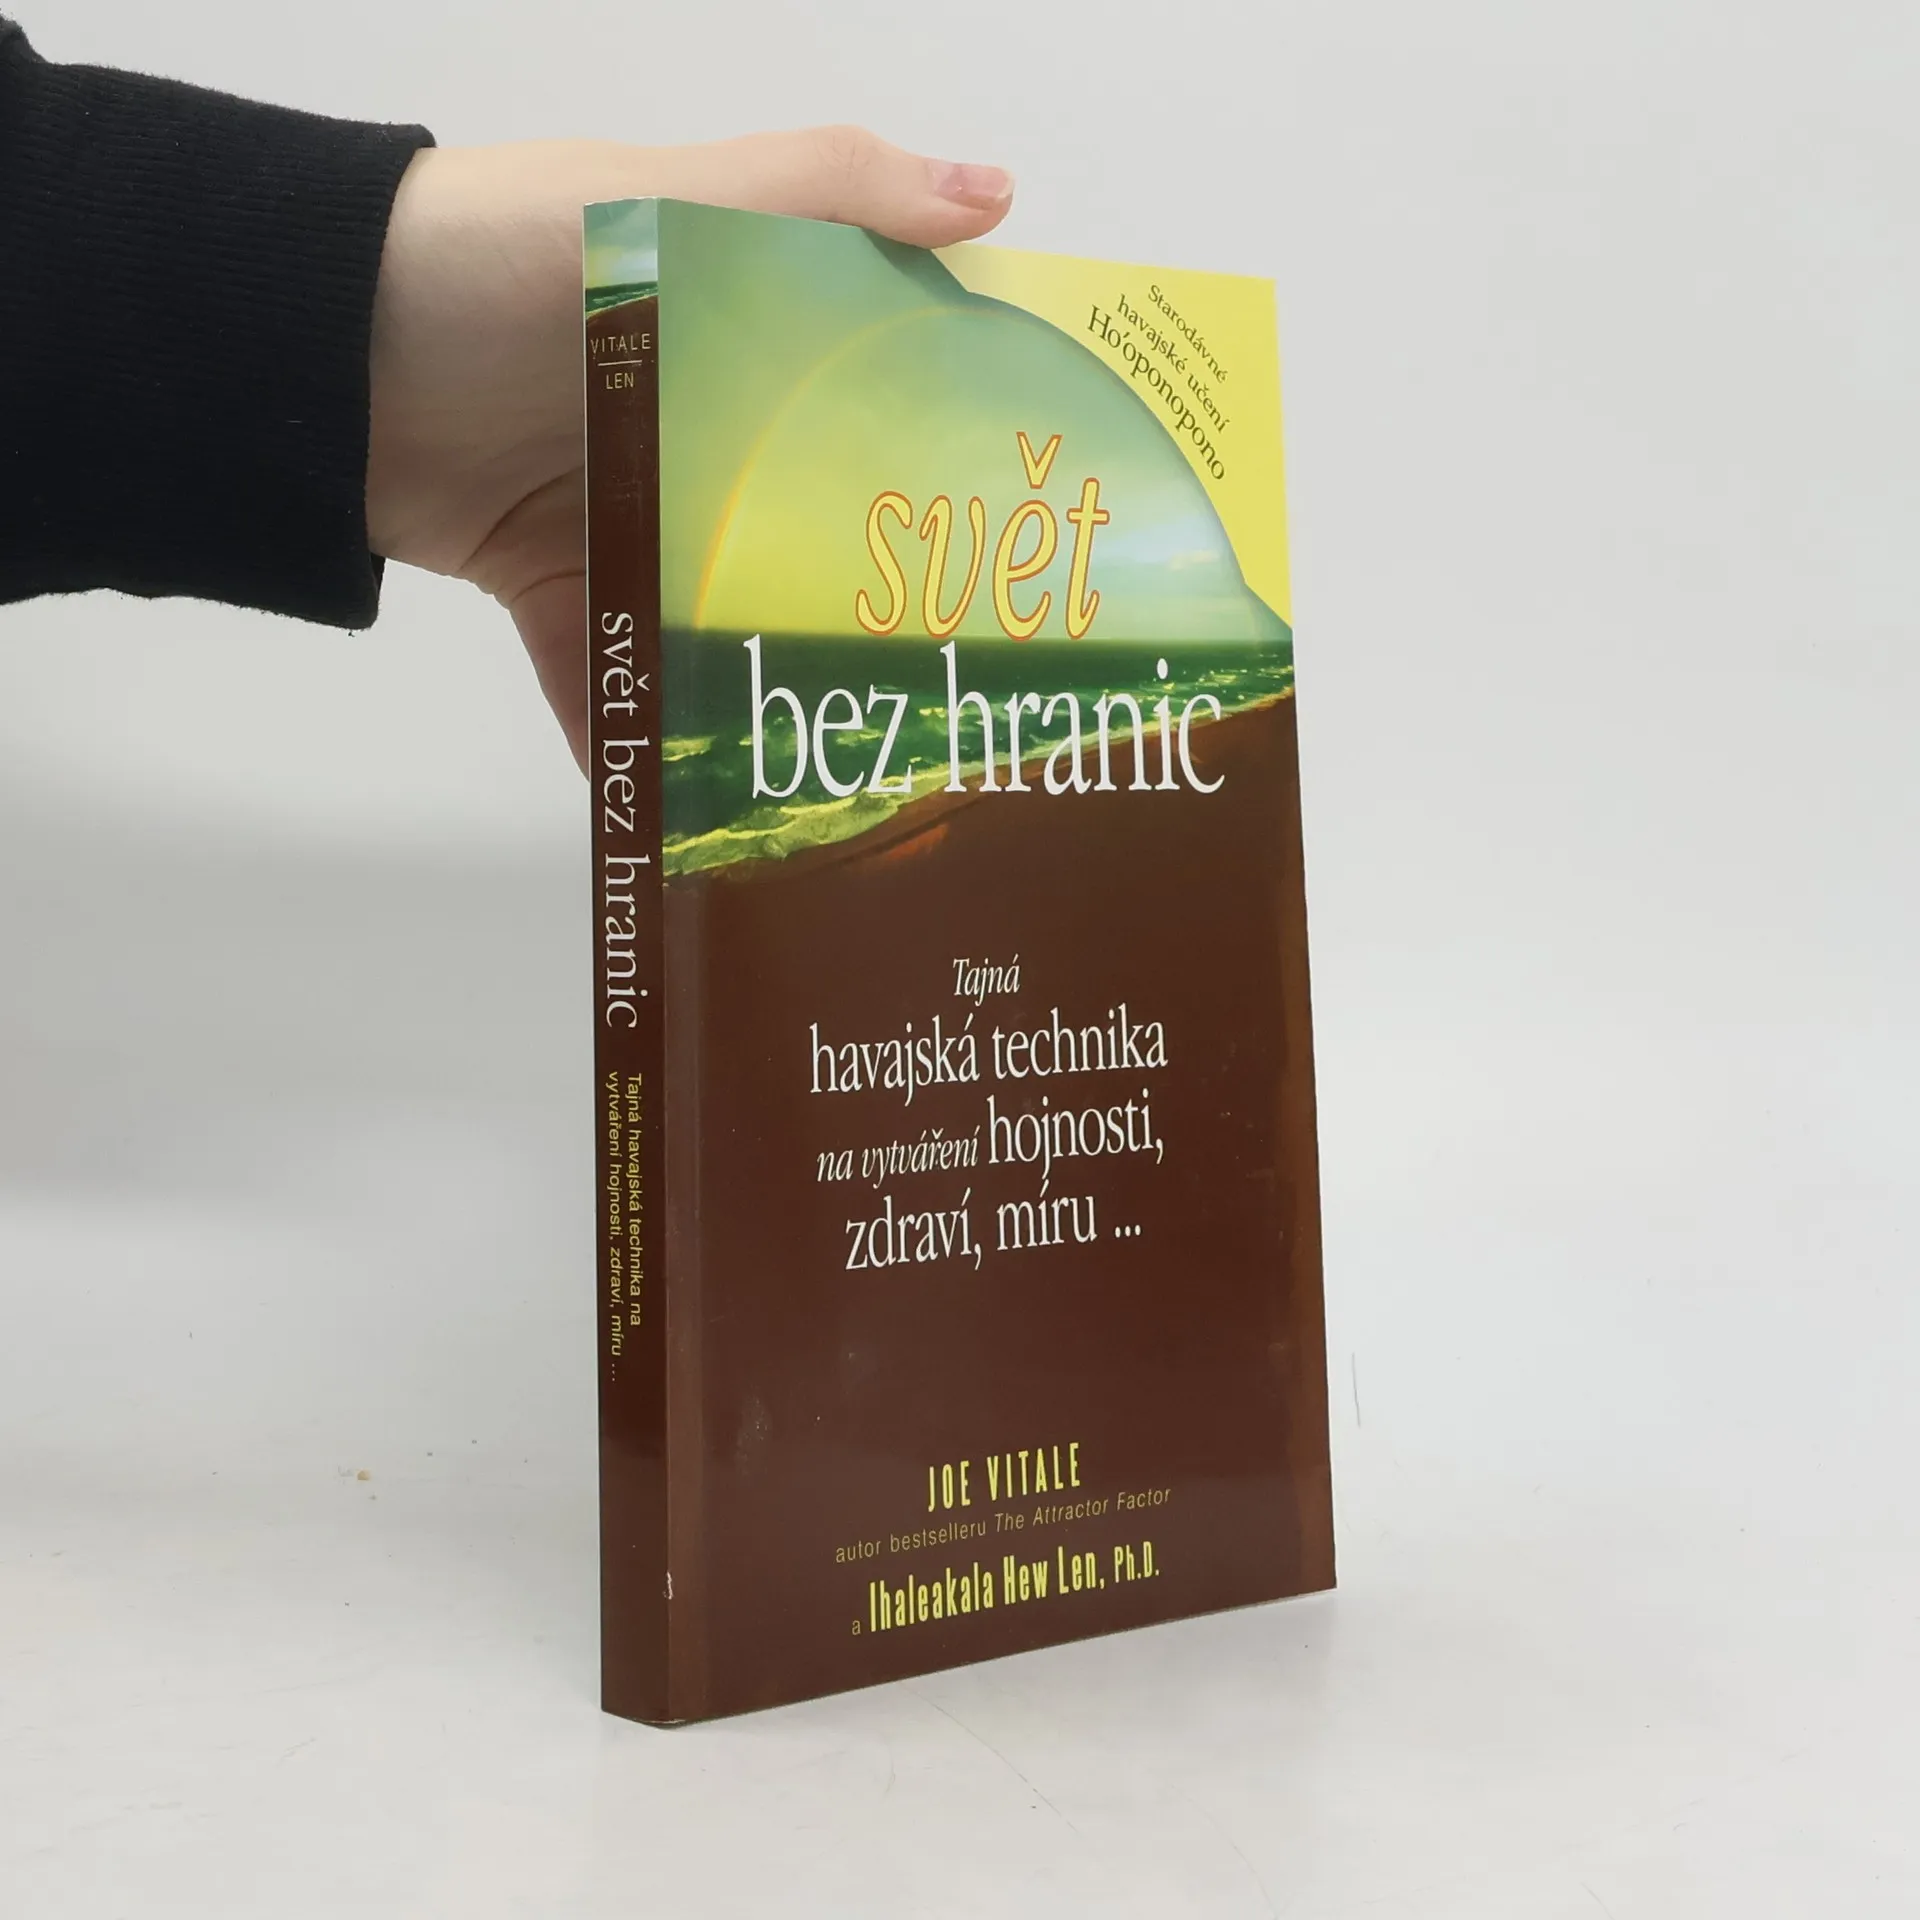 VITALE
LEN
svět bez hranic
Tajná havajská technika na
vytváření hojnosti, zdraví, míru ...
Starodávné
havajské učení
Ho'oponopono
svět
bez hranic
Tajná
havajská technika
na vytváření hojnosti,
zdraví, míru ...
JOE VITALE
autor bestselleru The Attractor Factor
a Ihaleakala Hew Len, Ph.D.